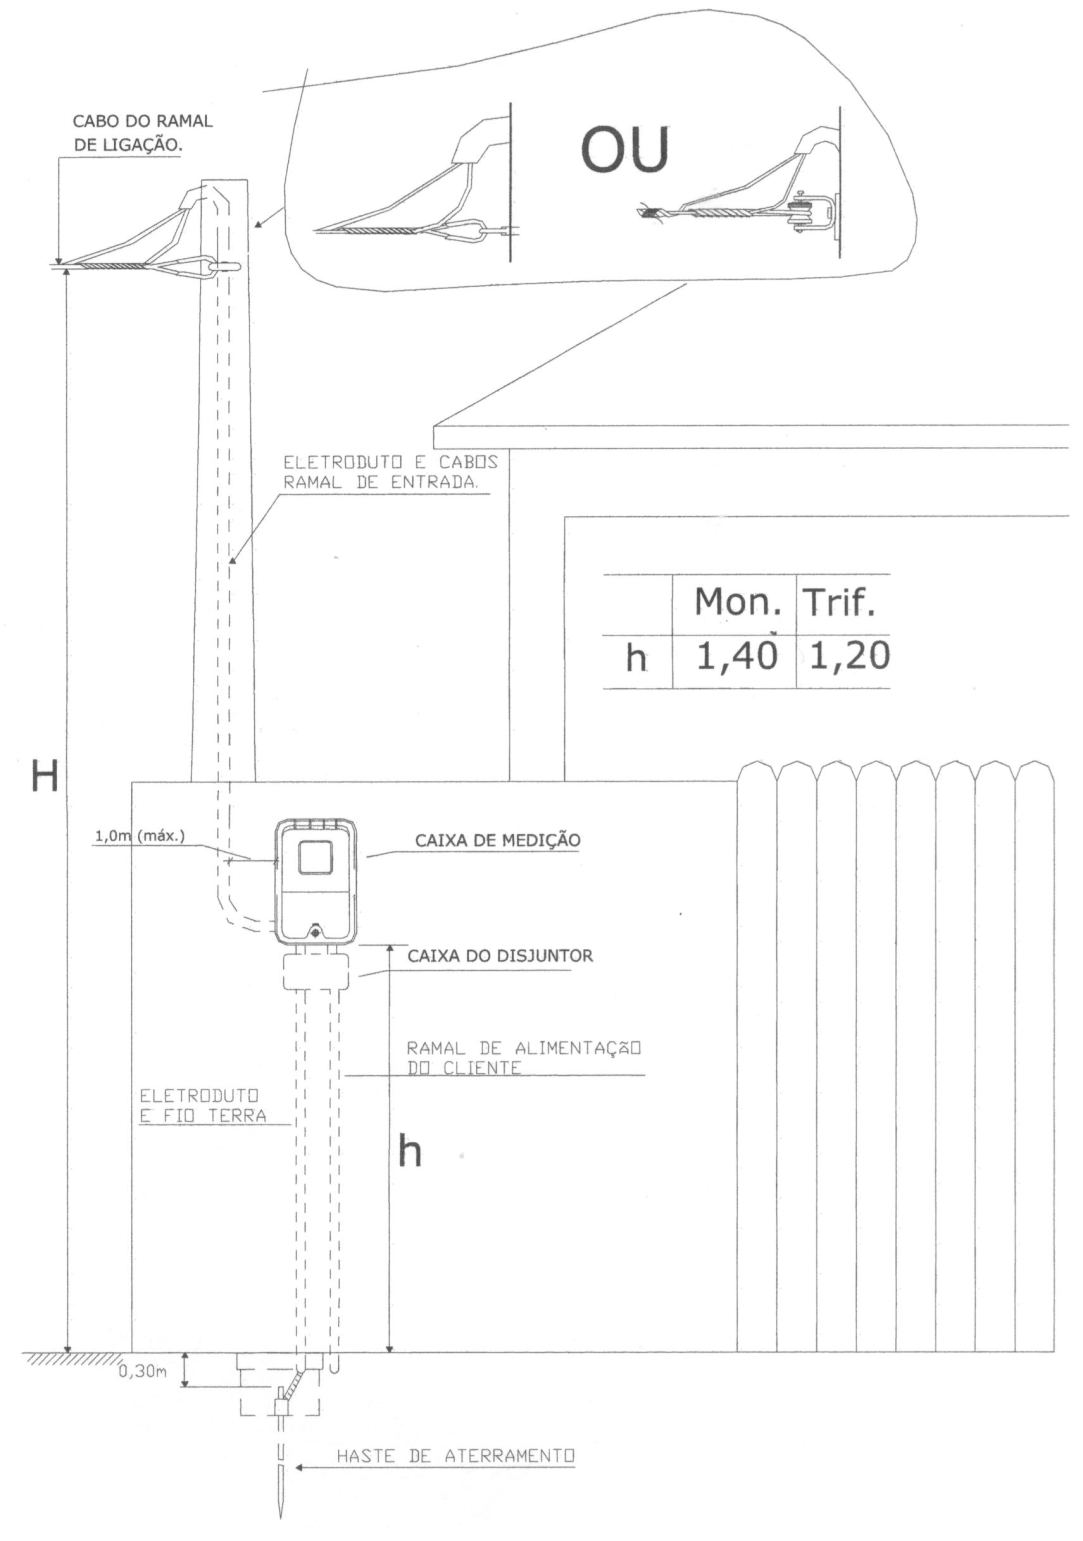 CABO DO RAMAL
DE LIGAÇÃO.
OU
ELETRODUTO E CABOS
RAMAL DE ENTRADA.
Mon. Trif.
h 1,40 1,20
H
1,0m (máx.)
CAIXA DE MEDIÇÃO
CAIXA DO DISJUNTOR
RAMAL DE ALIMENTAÇÃO
DO CLIENTE
ELETRODUTO
E FIO TERRA
h
0,30m
HASTE DE ATERRAMENTO